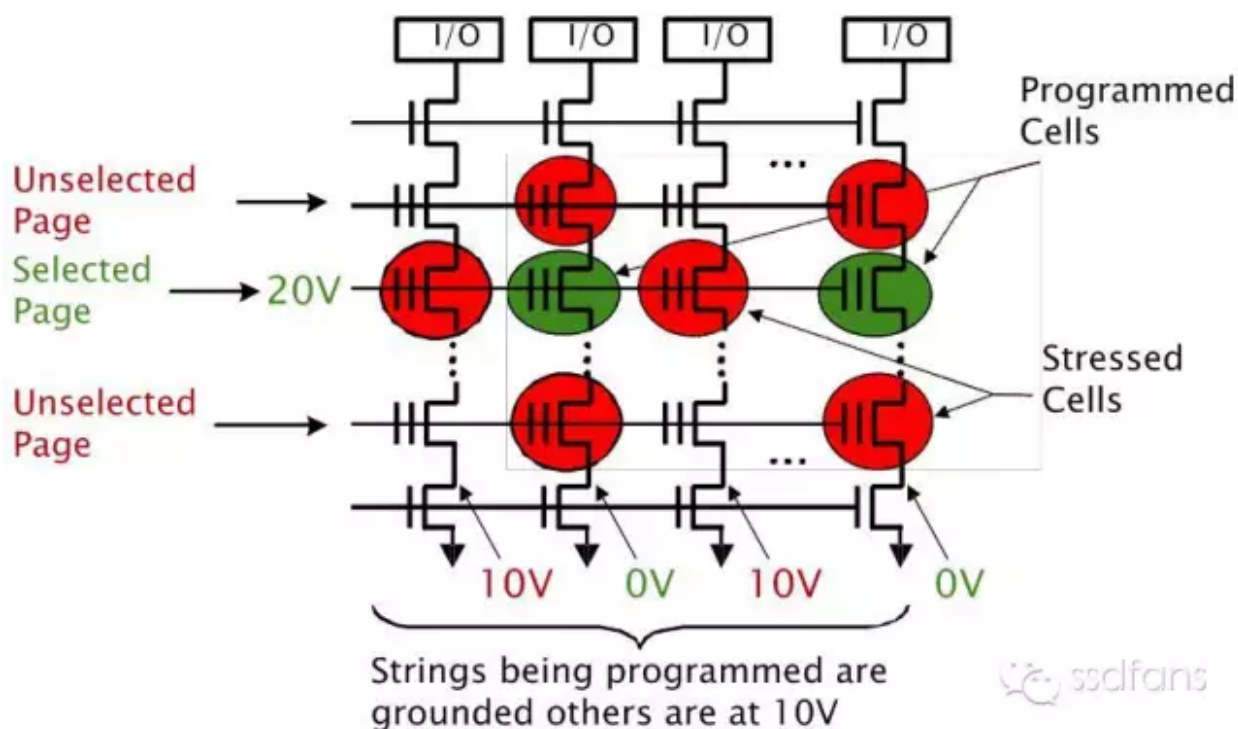 I/O I/O I/O I/O
Programmed
Cells
...
Unselected
Page
Selected
Page
20V
Stressed
Cells
Unselected
Page
...
10V 0V 10V 0V
Strings being programmed are
grounded others are at 10V
ssdfans